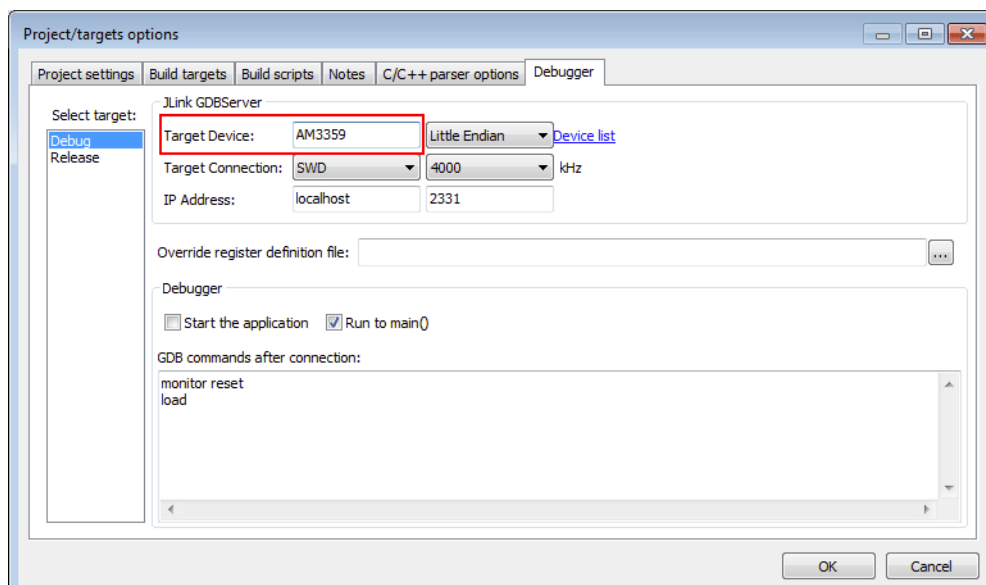 Project/targets options
Project settings Build targets Build scripts Notes C/C++ parser options Debugger
Select target:
Debug
Release
JLink GDBServer
Target Device: AM3359 Little Endian Device list
Target Connection: SWD 4000 kHz
IP Address: localhost 2331
Override register definition file: ...
Debugger
Start the application Run to main()
GDB commands after connection:
monitor reset
load
OK Cancel